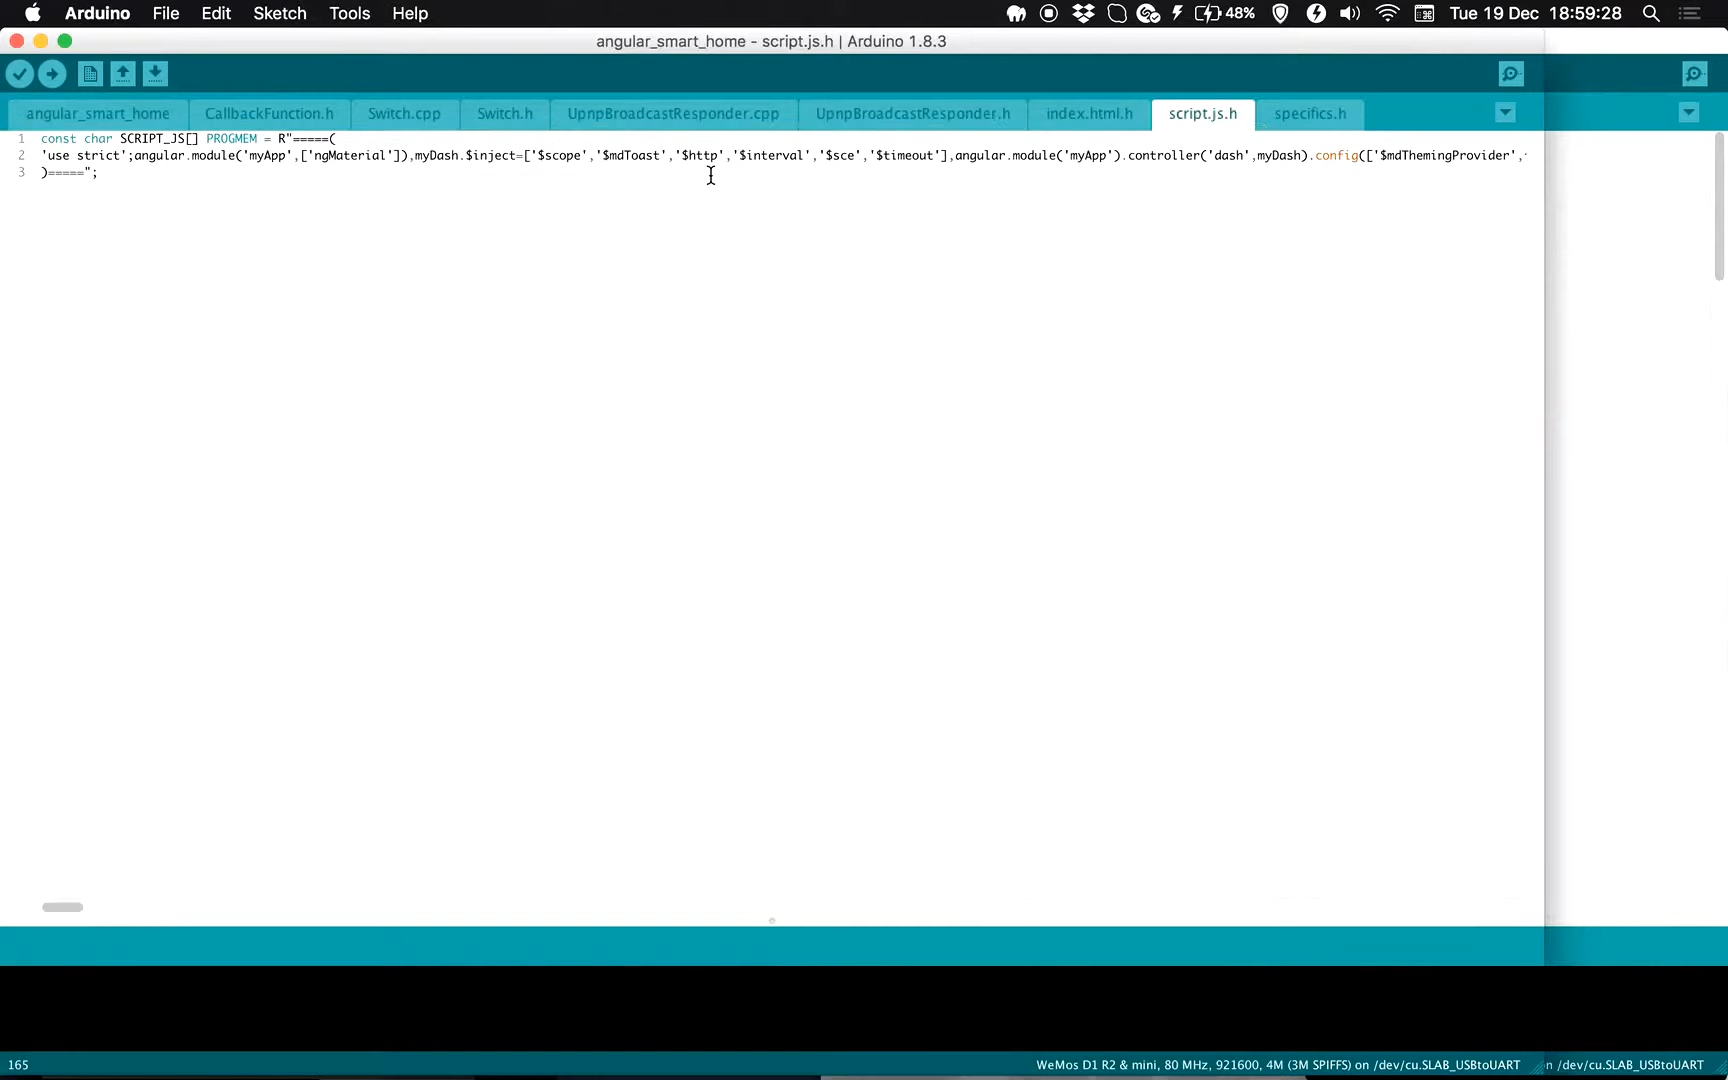 Arduino File Edit Sketch Tools Help 48% Tue 19 Dec 18:59:28
angular_smart_home - script.js.h | Arduino 1.8.3
angular_smart_home CallbackFunction.h Switch.cpp Switch.h UpnpBroadcastResponder.cpp UpnpBroadcastResponder.h index.html.h script.js.h specifics.h
1 const char SCRIPT_JS[] PROGMEM = R"=====(
2 'use strict';angular.module('myApp',['ngMaterial']),myDash.$inject=['$scope','$mdToast','$http','$interval','$sce','$timeout'],angular.module('myApp').controller('dash',myDash).config(['$mdThemingProvider',
3 )=====";
165 WeMos D1 R2 & mini, 80 MHz, 921600, 4M (3M SPIFFS) on /dev/cu.SLAB_USBtoUART n /dev/cu.SLAB_USBtoUART